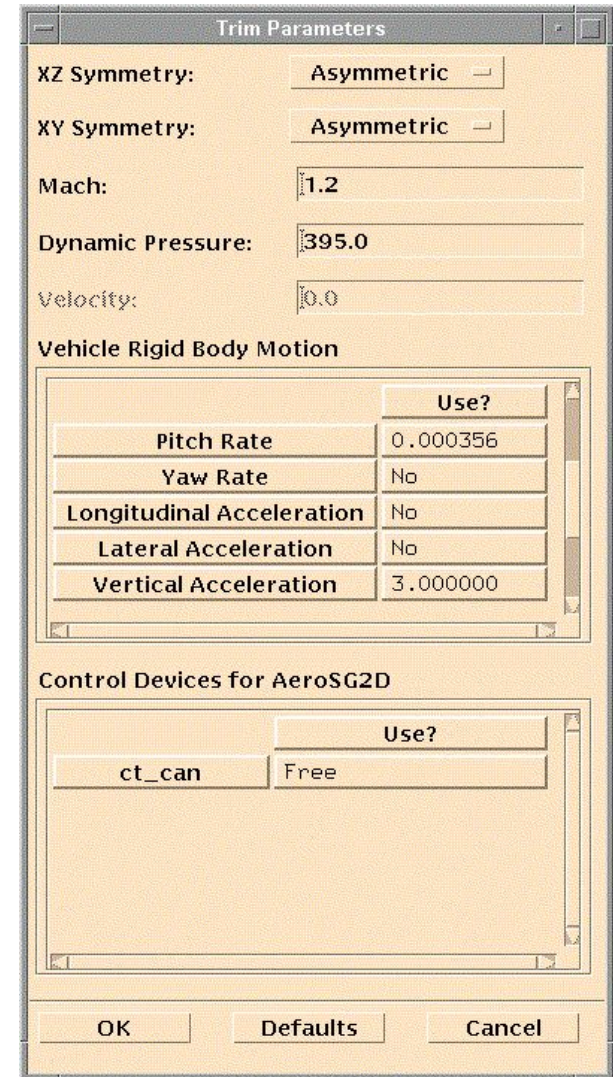 Trim Parameters
XZ Symmetry: Asymmetric
XY Symmetry: Asymmetric
Mach: 1.2
Dynamic Pressure: 395.0
Velocity: 0.0
Vehicle Rigid Body Motion
Use?
Pitch Rate 0.000356
Yaw Rate No
Longitudinal Acceleration No
Lateral Acceleration No
Vertical Acceleration 3.000000
Control Devices for AeroSG2D
Use?
ct_can Free
OK Defaults Cancel